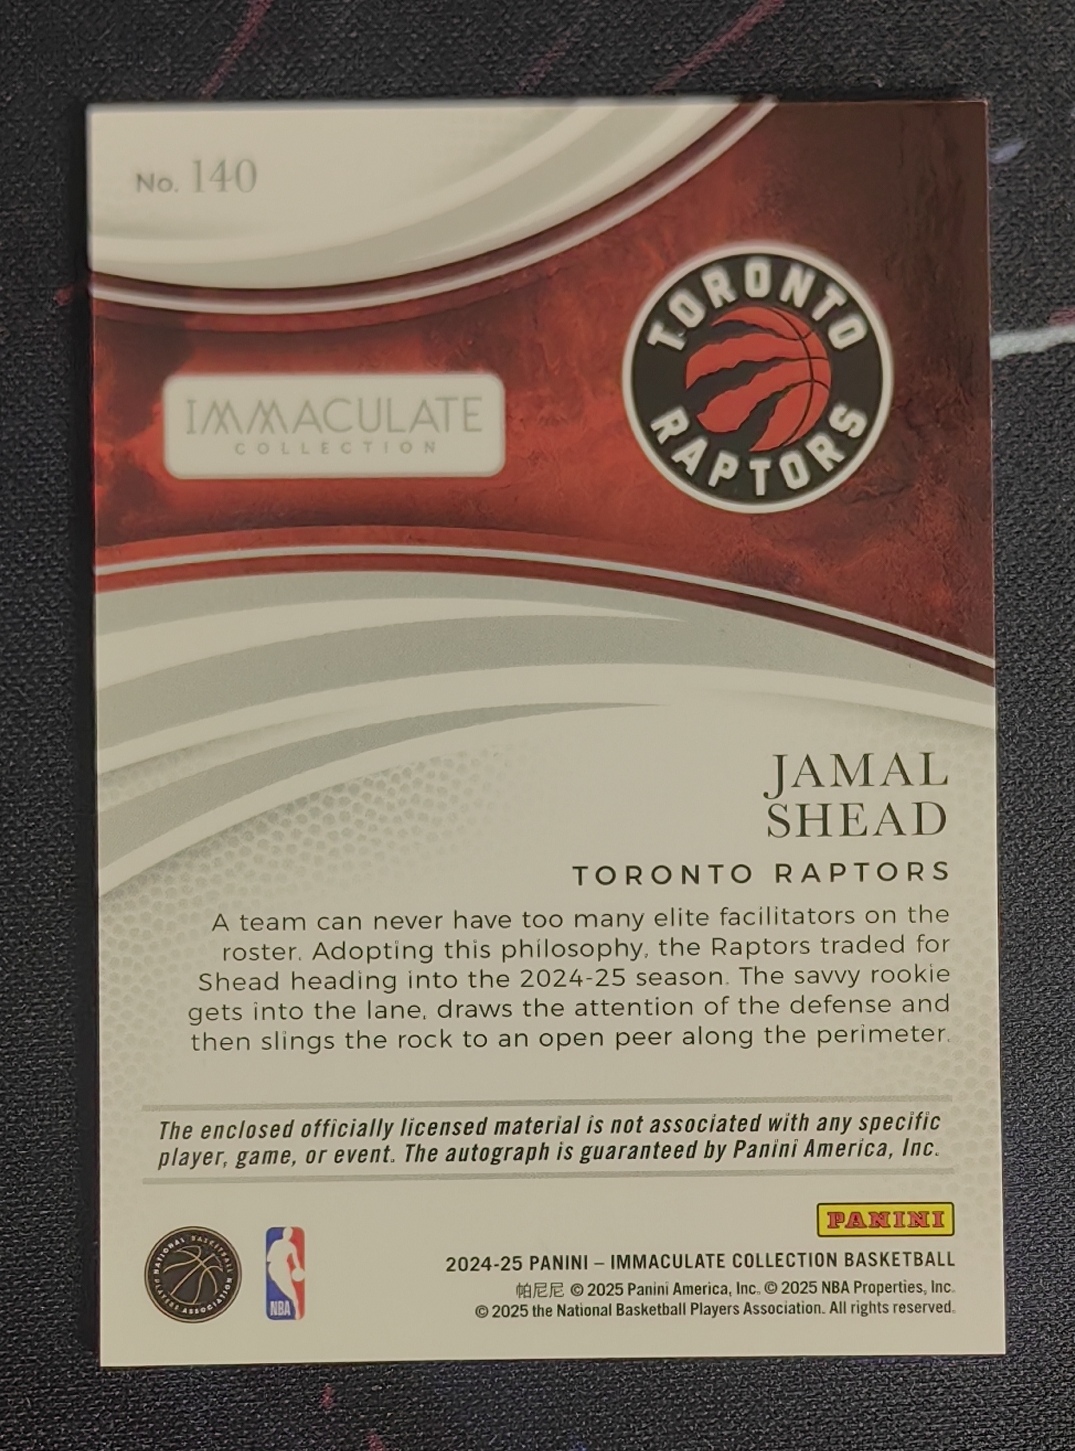 No. 140
TORONTO
RAPTORS
IMMACULATE
COLLECTION
JAMAL
SHEAD
TORONTO RAPTORS
A team can never have too many elite facilitators on the
roster. Adopting this philosophy, the Raptors traded for
Shead heading into the 2024-25 season. The savvy rookie
gets into the lane, draws the attention of the defense and
then slings the rock to an open peer along the perimeter.
The enclosed officially licensed material is not associated with any specific
player, game, or event. The autograph is guaranteed by Panini America, Inc.
PANINI
NATIONAL BASKETBALL
PLAYERS ASSOCIATION
NBA
2024-25 PANINI – IMMACULATE COLLECTION BASKETBALL
帕尼尼 © 2025 Panini America, Inc. © 2025 NBA Properties, Inc.
© 2025 the National Basketball Players Association. All rights reserved.